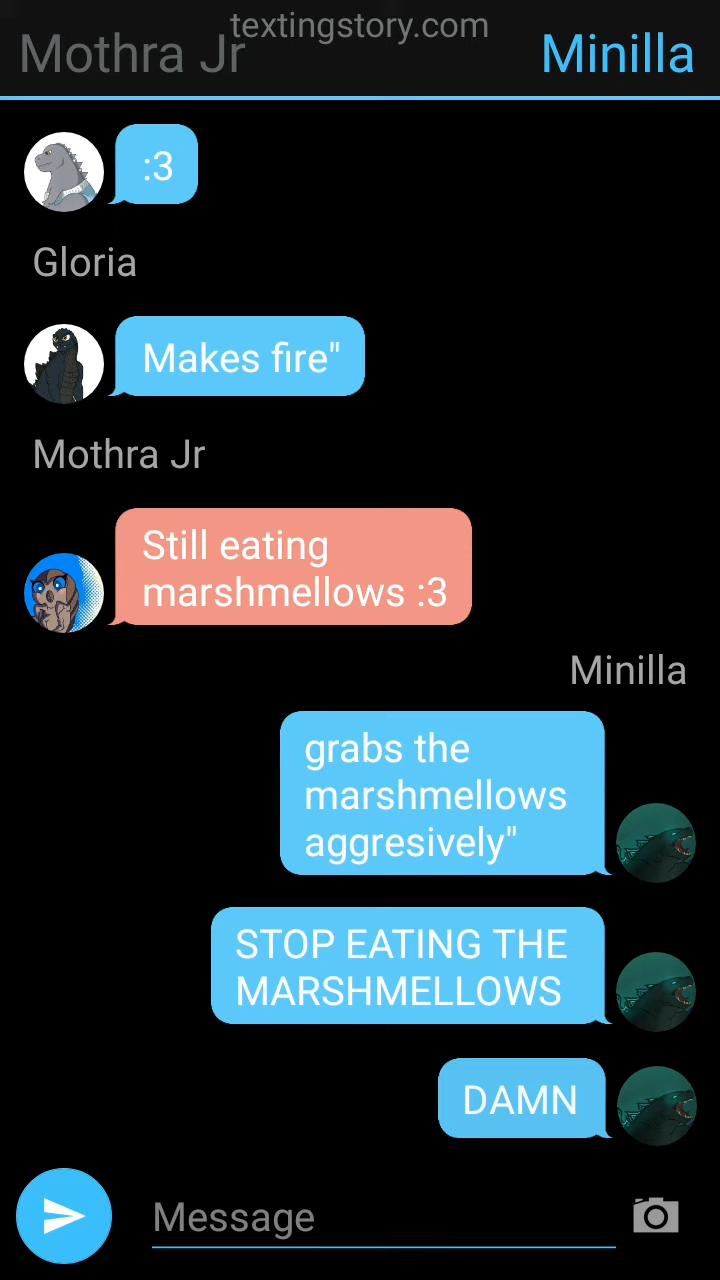 textingstory.com
Mothra Jr
Minilla
:3
Gloria
Makes fire"
Mothra Jr
Still eating
marshmellows :3
Minilla
grabs the
marshmellows
aggresively"
STOP EATING THE
MARSHMELLOWS
DAMN
Message